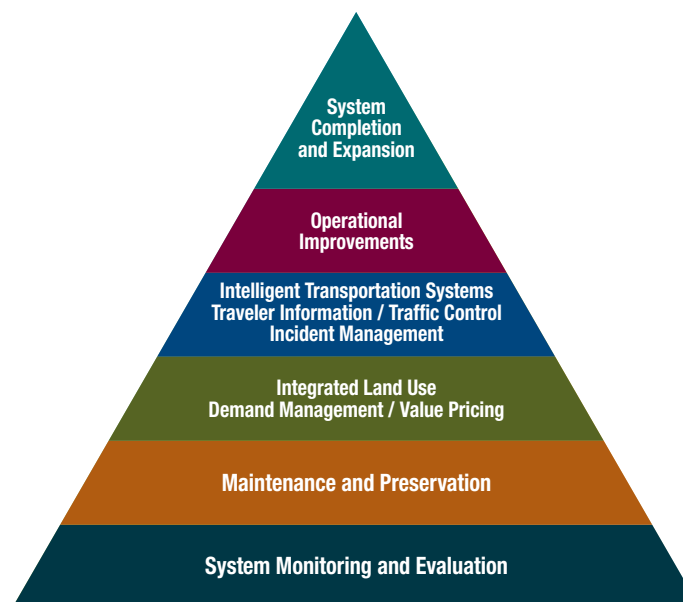 System
Completion
and Expansion
Operational
Improvements
Intelligent Transportation Systems
Traveler Information / Traffic Control
Incident Management
Integrated Land Use
Demand Management / Value Pricing
Maintenance and Preservation
System Monitoring and Evaluation